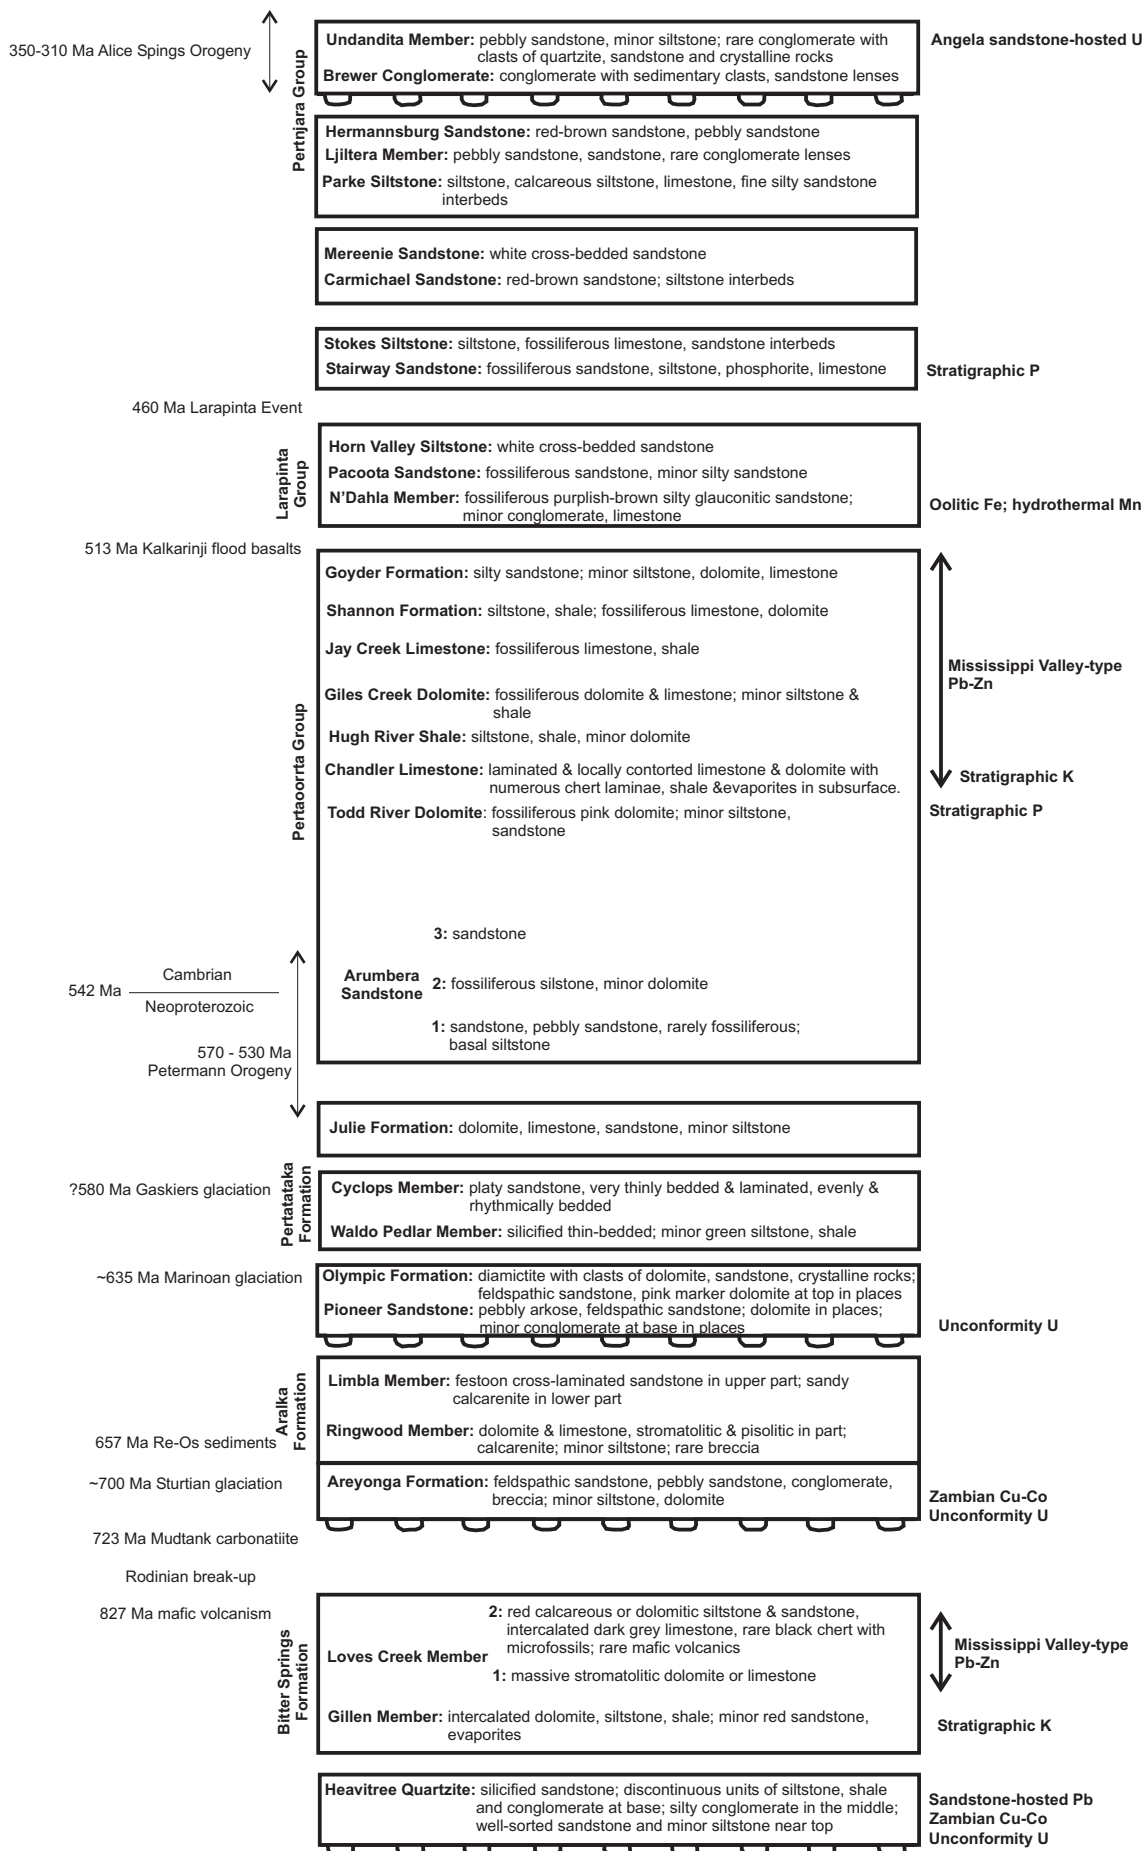 350-310 Ma Alice Springs Orogeny
Pertnjara Group
Undandita Member: pebbly sandstone, minor siltstone; rare conglomerate with
clasts of quartzite, sandstone and crystalline rocks
Brewer Conglomerate: conglomerate with sedimentary clasts, sandstone lenses
Angela sandstone-hosted U
Hermannsburg Sandstone: red-brown sandstone, pebbly sandstone
Ljiltera Member: pebbly sandstone, sandstone, rare conglomerate lenses
Parke Siltstone: siltstone, calcareous siltstone, limestone, fine silty sandstone
interbeds
Mereenie Sandstone: white cross-bedded sandstone
Carmichael Sandstone: red-brown sandstone; siltstone interbeds
Stokes Siltstone: siltstone, fossiliferous limestone, sandstone interbeds
Stairway Sandstone: fossiliferous sandstone, siltstone, phosphorite, limestone
Stratigraphic P
460 Ma Larapinta Event
Larapinta
Group
Horn Valley Siltstone: white cross-bedded sandstone
Pacoota Sandstone: fossiliferous sandstone, minor silty sandstone
N'Dahla Member: fossiliferous purplish-brown silty glauconitic sandstone;
minor conglomerate, limestone
Oolitic Fe; hydrothermal Mn
513 Ma Kalkarinji flood basalts
Pertaoorrta Group
Goyder Formation: silty sandstone; minor siltstone, dolomite, limestone
Shannon Formation: siltstone, shale; fossiliferous limestone, dolomite
Jay Creek Limestone: fossiliferous limestone, shale
Giles Creek Dolomite: fossiliferous dolomite & limestone; minor siltstone &
shale
Hugh River Shale: siltstone, shale, minor dolomite
Chandler Limestone: laminated & locally contorted limestone & dolomite with
numerous chert laminae, shale &evaporites in subsurface.
Todd River Dolomite: fossiliferous pink dolomite; minor siltstone,
sandstone
Mississippi Valley-type
Pb-Zn
Stratigraphic K
Stratigraphic P
3: sandstone
Arumbera
Sandstone
2: fossiliferous silstone, minor dolomite
1: sandstone, pebbly sandstone, rarely fossiliferous;
basal siltstone
Cambrian
542 Ma
Neoproterozoic
570 - 530 Ma
Petermann Orogeny
Julie Formation: dolomite, limestone, sandstone, minor siltstone
?580 Ma Gaskiers glaciation
Pertatataka
Formation
Cyclops Member: platy sandstone, very thinly bedded & laminated, evenly &
rhythmically bedded
Waldo Pedlar Member: silicified thin-bedded; minor green siltstone, shale
~635 Ma Marinoan glaciation
Olympic Formation: diamictite with clasts of dolomite, sandstone, crystalline rocks;
feldspathic sandstone, pink marker dolomite at top in places
Pioneer Sandstone: pebbly arkose, feldspathic sandstone; dolomite in places;
minor conglomerate at base in places
Unconformity U
Aralka
Formation
Limbla Member: festoon cross-laminated sandstone in upper part; sandy
calcarenite in lower part
Ringwood Member: dolomite & limestone, stromatolitic & pisolitic in part;
calcarenite; minor siltstone; rare breccia
657 Ma Re-Os sediments
~700 Ma Sturtian glaciation
Areyonga Formation: feldspathic sandstone, pebbly sandstone, conglomerate,
breccia; minor siltstone, dolomite
Zambian Cu-Co
Unconformity U
723 Ma Mudtank carbonatiite
Rodinian break-up
827 Ma mafic volcanism
Bitter Springs
Formation
Loves Creek Member
2: red calcareous or dolomitic siltstone & sandstone,
intercalated dark grey limestone, rare black chert with
microfossils; rare mafic volcanics
1: massive stromatolitic dolomite or limestone
Gillen Member: intercalated dolomite, siltstone, shale; minor red sandstone,
evaporites
Mississippi Valley-type
Pb-Zn
Stratigraphic K
Heavitree Quartzite: silicified sandstone; discontinuous units of siltstone, shale
and conglomerate at base; silty conglomerate in the middle;
well-sorted sandstone and minor siltstone near top
Sandstone-hosted Pb
Zambian Cu-Co
Unconformity U